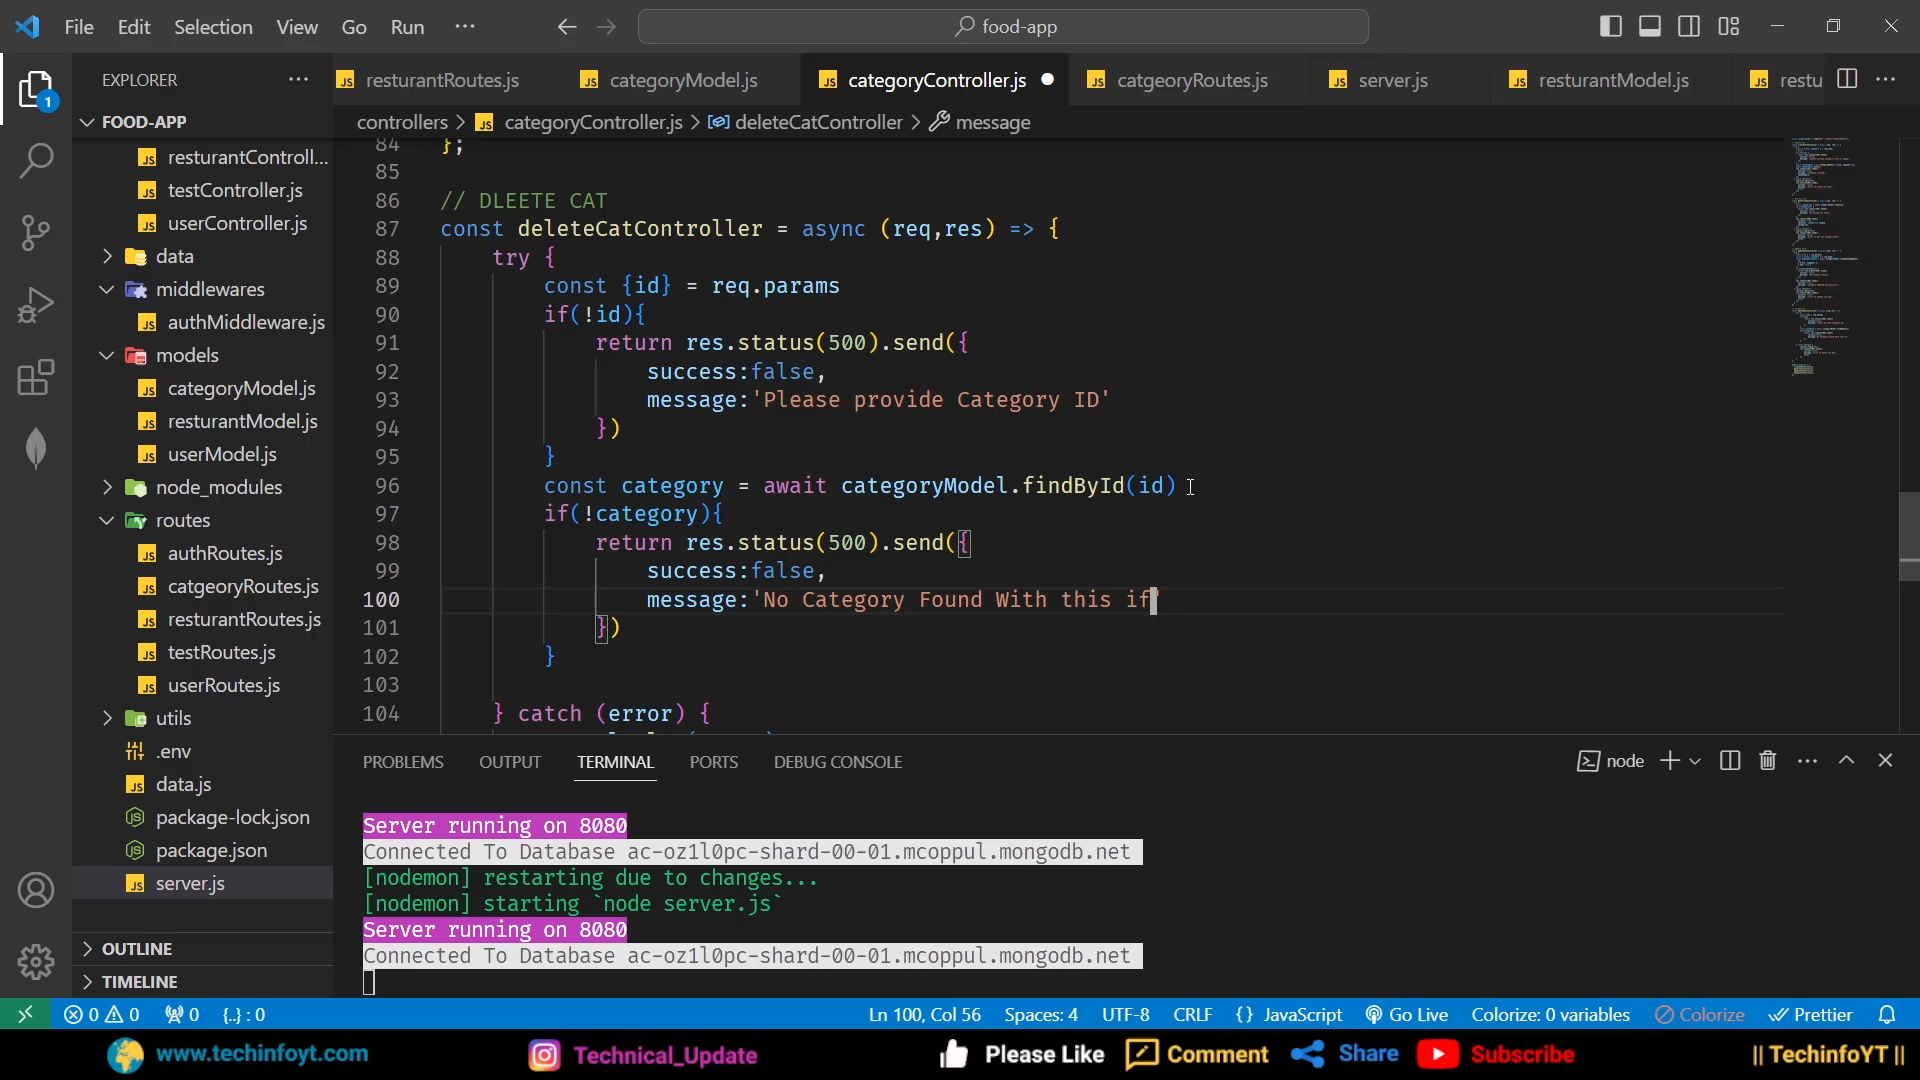 File Edit Selection View Go Run ··· food-app
EXPLORER ···
resturantRoutes.js categoryModel.js categoryController.js catgeoryRoutes.js server.js resturantModel.js restu ···
controllers > categoryController.js > deleteCatController > message
1
FOOD-APP
resturantControll...
testController.js
userController.js
data
middlewares
authMiddleware.js
models
categoryModel.js
resturantModel.js
userModel.js
node_modules
routes
authRoutes.js
catgeoryRoutes.js
resturantRoutes.js
testRoutes.js
userRoutes.js
utils
.env
data.js
package-lock.json
package.json
server.js
OUTLINE
TIMELINE
84 };
85
86 // DLEETE CAT
87 const deleteCatController = async (req,res) => {
88 try {
89 const {id} = req.params
90 if(!id){
91 return res.status(500).send({
92 success:false,
93 message:'Please provide Category ID'
94 })
95 }
96 const category = await categoryModel.findById(id)
97 if(!category){
98 return res.status(500).send({
99 success:false,
100 message:'No Category Found With this if'
101 })
102 }
103
104 } catch (error) {
PROBLEMS OUTPUT TERMINAL PORTS DEBUG CONSOLE node ···
Server running on 8080
Connected To Database ac-oz1l0pc-shard-00-01.mcoppul.mongodb.net
[nodemon] restarting due to changes...
[nodemon] starting `node server.js`
Server running on 8080
Connected To Database ac-oz1l0pc-shard-00-01.mcoppul.mongodb.net
0 0 0 {..} : 0 Ln 100, Col 56 Spaces: 4 UTF-8 CRLF {} JavaScript Go Live Colorize: 0 variables Colorize Prettier
www.techinfoyt.com Technical_Update Please Like Comment Share Subscribe || TechinfoYT ||